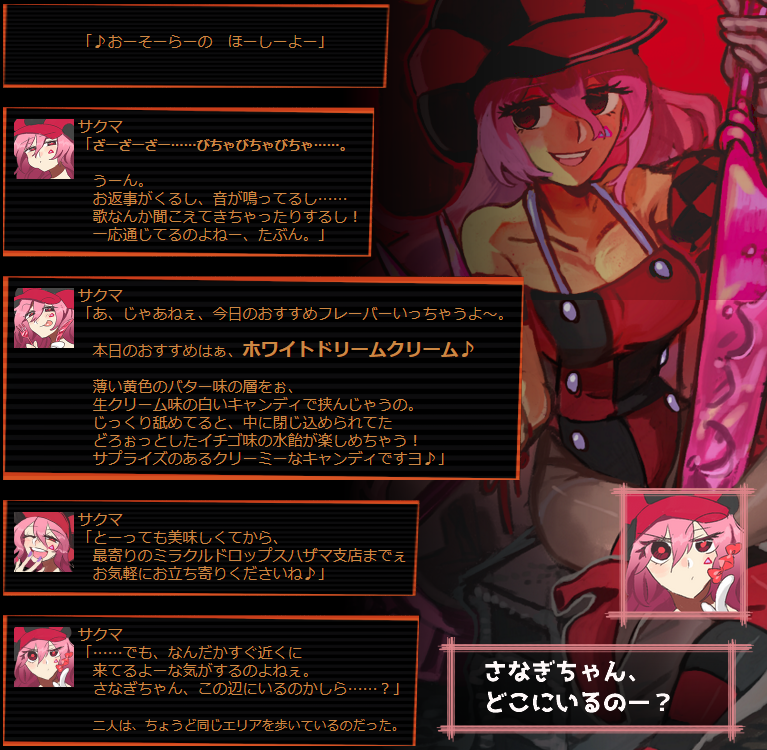 「♪おーそーらーの　ほーしーよー」
サクマ
「ざーざーざー……びちゃびちゃびちゃ……。
うーん。
お返事がくるし、音が鳴ってるし……
歌なんか聞こえてきちゃったりするし！
一応通じてるのよねー、たぶん。」
サクマ
「あ、じゃあねぇ、今日のおすすめフレーバーいっちゃうよ～。
本日のおすすめはぁ、ホワイトドリームクリーム♪
薄い黄色のバター味の層をぉ、
生クリーム味の白いキャンディで挟んじゃうの。
じっくり舐めてると、中に閉じ込められてた
どろぉっとしたイチゴ味の水飴が楽しめちゃう！
サプライズのあるクリーミーなキャンディですヨ♪」
サクマ
「とーっても美味しくてから、
最寄りのミラクルドロップスハザマ支店までぇ
お気軽にお立ち寄りくださいね♪」
サクマ
「……でも、なんだかすぐ近くに
来てるよーな気がするのよねぇ。
さなぎちゃん、この辺にいるのかしら……？」
二人は、ちょうど同じエリアを歩いているのだった。
さなぎちゃん、
どこにいるのー？